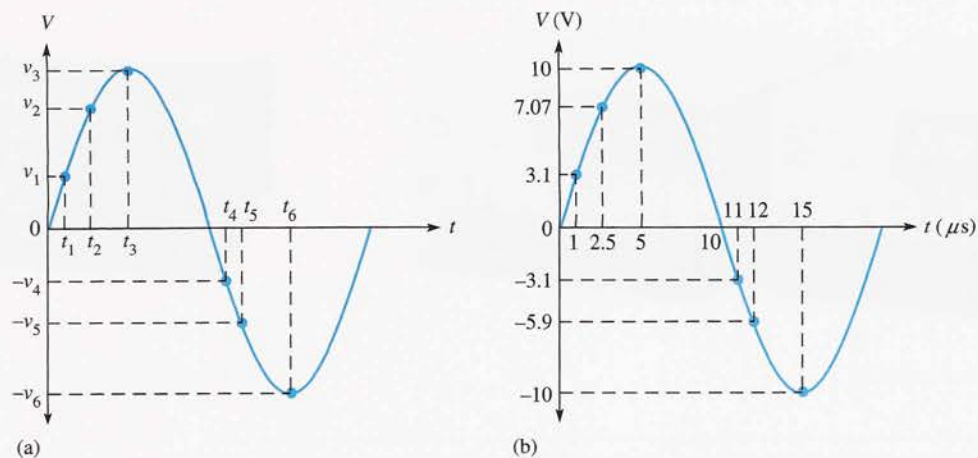 V
v3
v2
v1
0
t1 t2 t3
t4 t5 t6
t
-v4
-v5
-v6
(a)
V (V)
10
7.07
3.1
0
1 2.5 5 10
11 12 15
t (μs)
-3.1
-5.9
-10
(b)